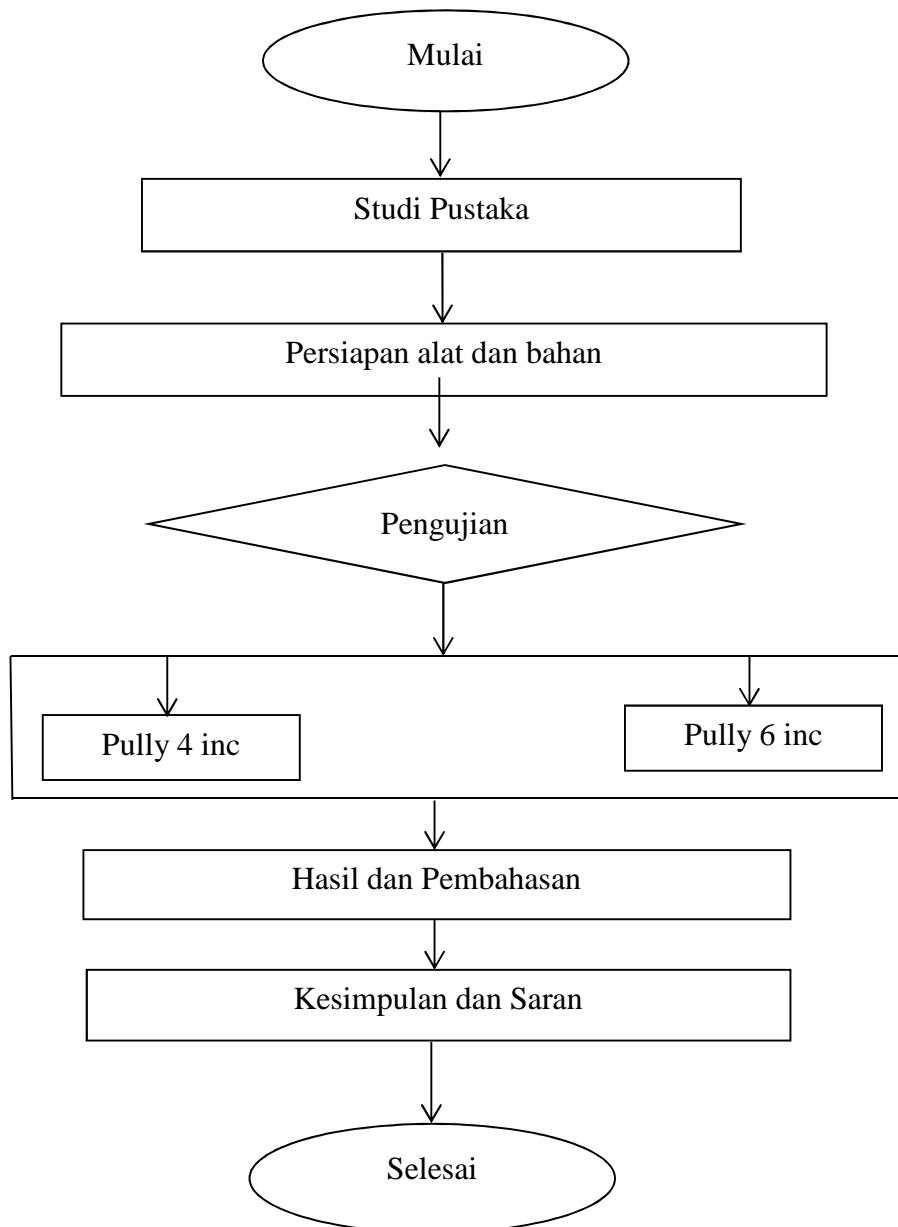 Mulai
Studi Pustaka
Persiapan alat dan bahan
Pengujian
Pully 4 inc
Pully 6 inc
Hasil dan Pembahasan
Kesimpulan dan Saran
Selesai